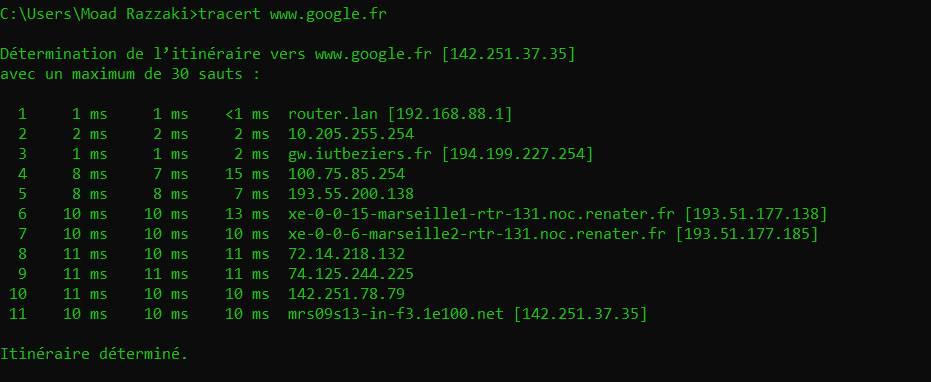 C:\Users\Moad Razzaki>tracert www.google.fr
Détermination de l’itinéraire vers www.google.fr [142.251.37.35]
avec un maximum de 30 sauts :
1 1 ms 1 ms <1 ms router.lan [192.168.88.1]
2 2 ms 2 ms 2 ms 10.205.255.254
3 1 ms 1 ms 2 ms gw.iutbeziers.fr [194.199.227.254]
4 8 ms 7 ms 15 ms 100.75.85.254
5 8 ms 8 ms 7 ms 193.55.200.138
6 10 ms 10 ms 13 ms xe-0-0-15-marseille1-rtr-131.noc.renater.fr [193.51.177.138]
7 10 ms 10 ms 10 ms xe-0-0-6-marseille2-rtr-131.noc.renater.fr [193.51.177.185]
8 11 ms 10 ms 11 ms 72.14.218.132
9 11 ms 11 ms 11 ms 74.125.244.225
10 11 ms 10 ms 10 ms 142.251.78.79
11 10 ms 10 ms 10 ms mrs09s13-in-f3.1e100.net [142.251.37.35]
Itinéraire déterminé.